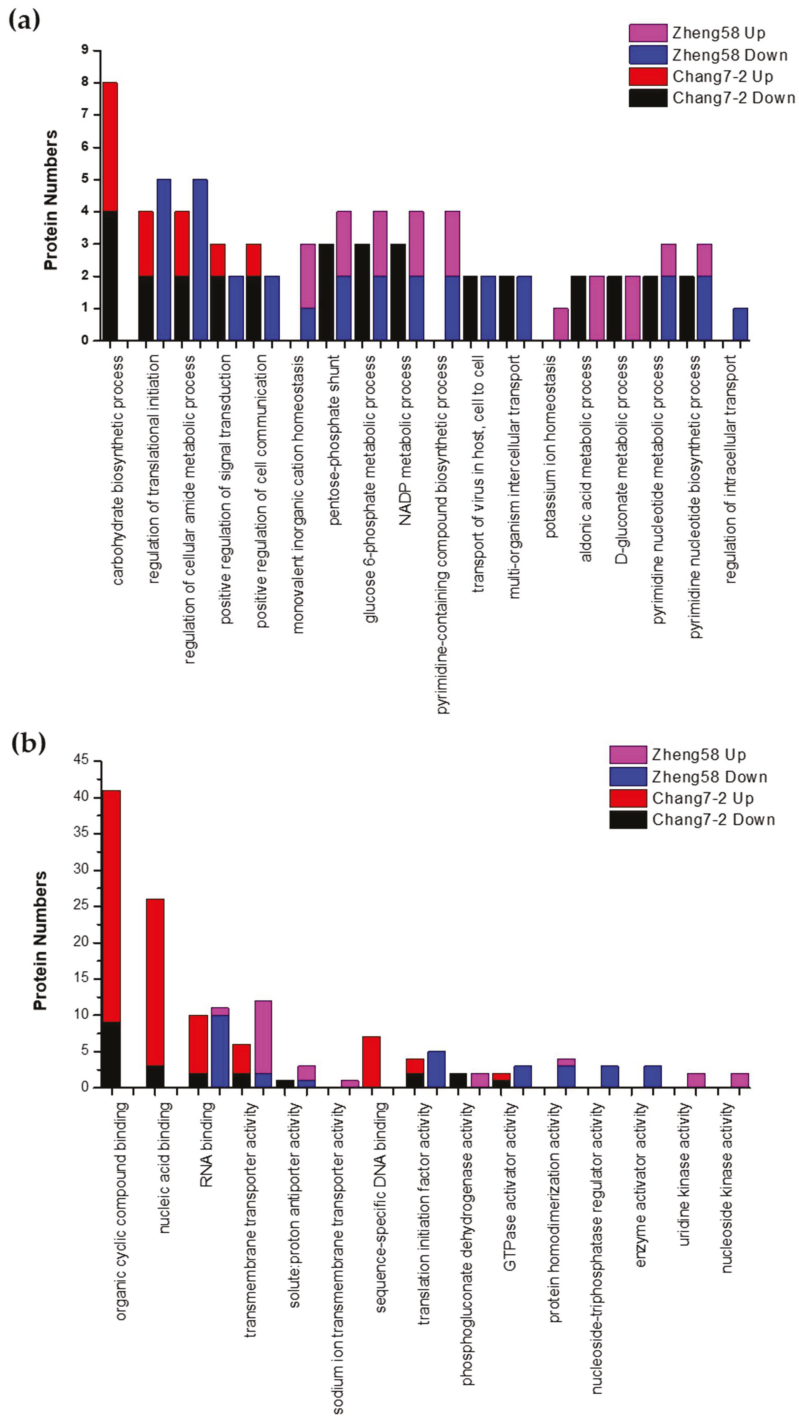 (a)
Zheng58 Up
Zheng58 Down
Chang7-2 Up
Chang7-2 Down
Protein Numbers
9
8
7
6
5
4
3
2
1
0
carbohydrate biosynthetic process
regulation of translational initiation
regulation of cellular amide metabolic process
positive regulation of signal transduction
positive regulation of cell communication
monovalent inorganic cation homeostasis
pentose-phosphate shunt
glucose 6-phosphate metabolic process
NADP metabolic process
pyrimidine-containing compound biosynthetic process
transport of virus in host, cell to cell
multi-organism intercellular transport
potassium ion homeostasis
aldonic acid metabolic process
D-gluconate metabolic process
pyrimidine nucleotide metabolic process
pyrimidine nucleotide biosynthetic process
regulation of intracellular transport
(b)
Zheng58 Up
Zheng58 Down
Chang7-2 Up
Chang7-2 Down
Protein Numbers
45
40
35
30
25
20
15
10
5
0
organic cyclic compound binding
nucleic acid binding
RNA binding
transmembrane transporter activity
solute:proton antiporter activity
sodium ion transmembrane transporter activity
sequence-specific DNA binding
translation initiation factor activity
phosphogluconate dehydrogenase activity
GTPase activator activity
protein homodimerization activity
nucleoside-triphosphatase regulator activity
enzyme activator activity
uridine kinase activity
nucleoside kinase activity